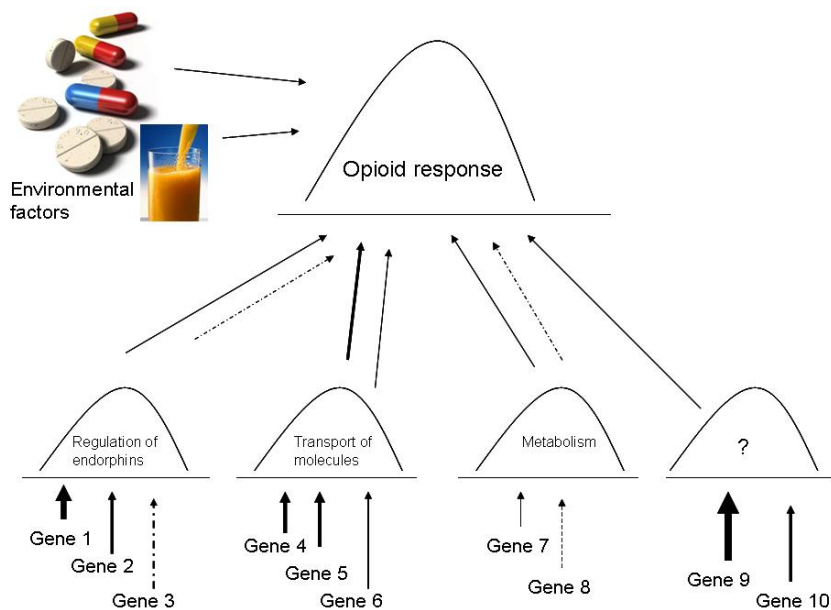 Opioid response
Environmental
factors
Regulation of
endorphins
Transport of
molecules
Metabolism
?
Gene 1
Gene 2
Gene 3
Gene 4
Gene 5
Gene 6
Gene 7
Gene 8
Gene 9
Gene 10